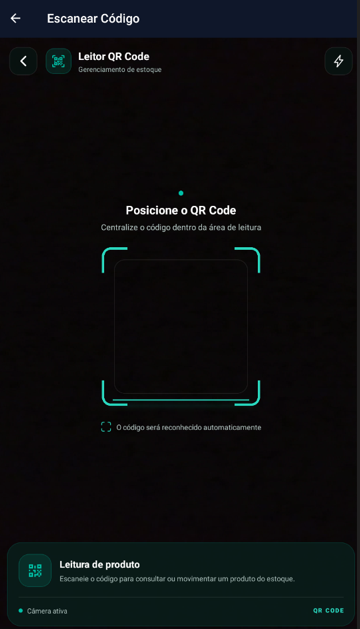 Escanear Código
Leitor QR Code
Gerenciamento de estoque
Posicione o QR Code
Centralize o código dentro da área de leitura
O código será reconhecido automaticamente
Leitura de produto
Escaneie o código para consultar ou movimentar um produto do estoque.
Câmera ativa
QR CODE